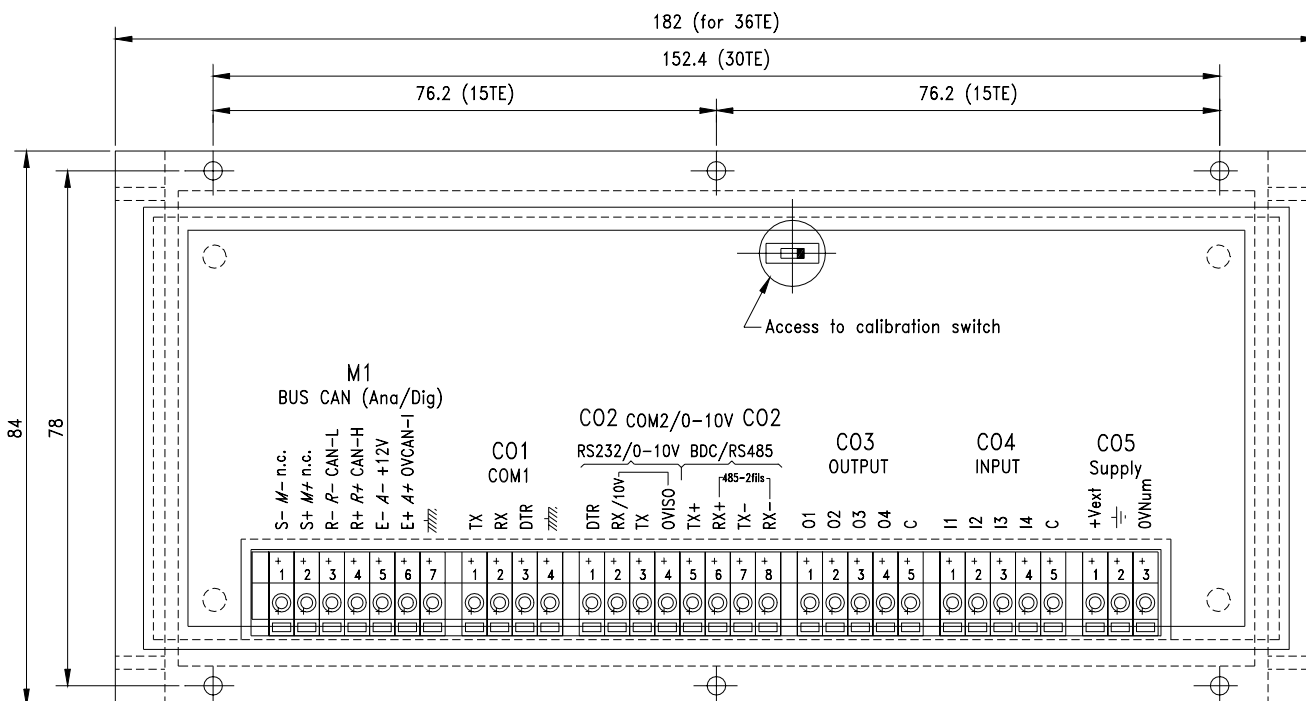 182 (for 36TE)
152.4 (30TE)
76.2 (15TE) 76.2 (15TE)
84
78
Access to calibration switch
M1
BUS CAN (Ana/Dig)
S- M- n.c.
S+ M+ n.c.
R- R- CAN-L
R+ R+ CAN-H
E- A- +12V
E+ A+ OVCAN-I
CO1
COM1
TX
RX
DTR
CO2 COM2/0-10V CO2
RS232/0-10V BDC/RS485
485-2fils
DTR
RX/10V
TX
OVISO
TX+
RX+
TX-
RX-
CO3
OUTPUT
O1
O2
O3
O4
C
CO4
INPUT
I1
I2
I3
I4
C
CO5
Supply
+Vext
OVNum
+ + + + + + + + + + + + + + + + + + + + + + + + + + + + + + + +
1 2 3 4 5 6 7 1 2 3 4 1 2 3 4 5 6 7 8 1 2 3 4 5 1 2 3 4 5 1 2 3